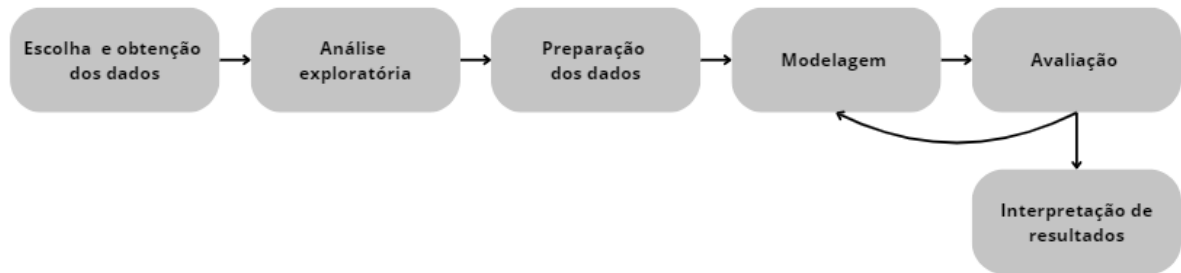 Escolha e obtenção
dos dados
Análise
exploratória
Preparação
dos dados
Modelagem
Avaliação
Interpretação de
resultados